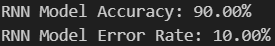 RNN Model Accuracy: 90.00%
RNN Model Error Rate: 10.00%